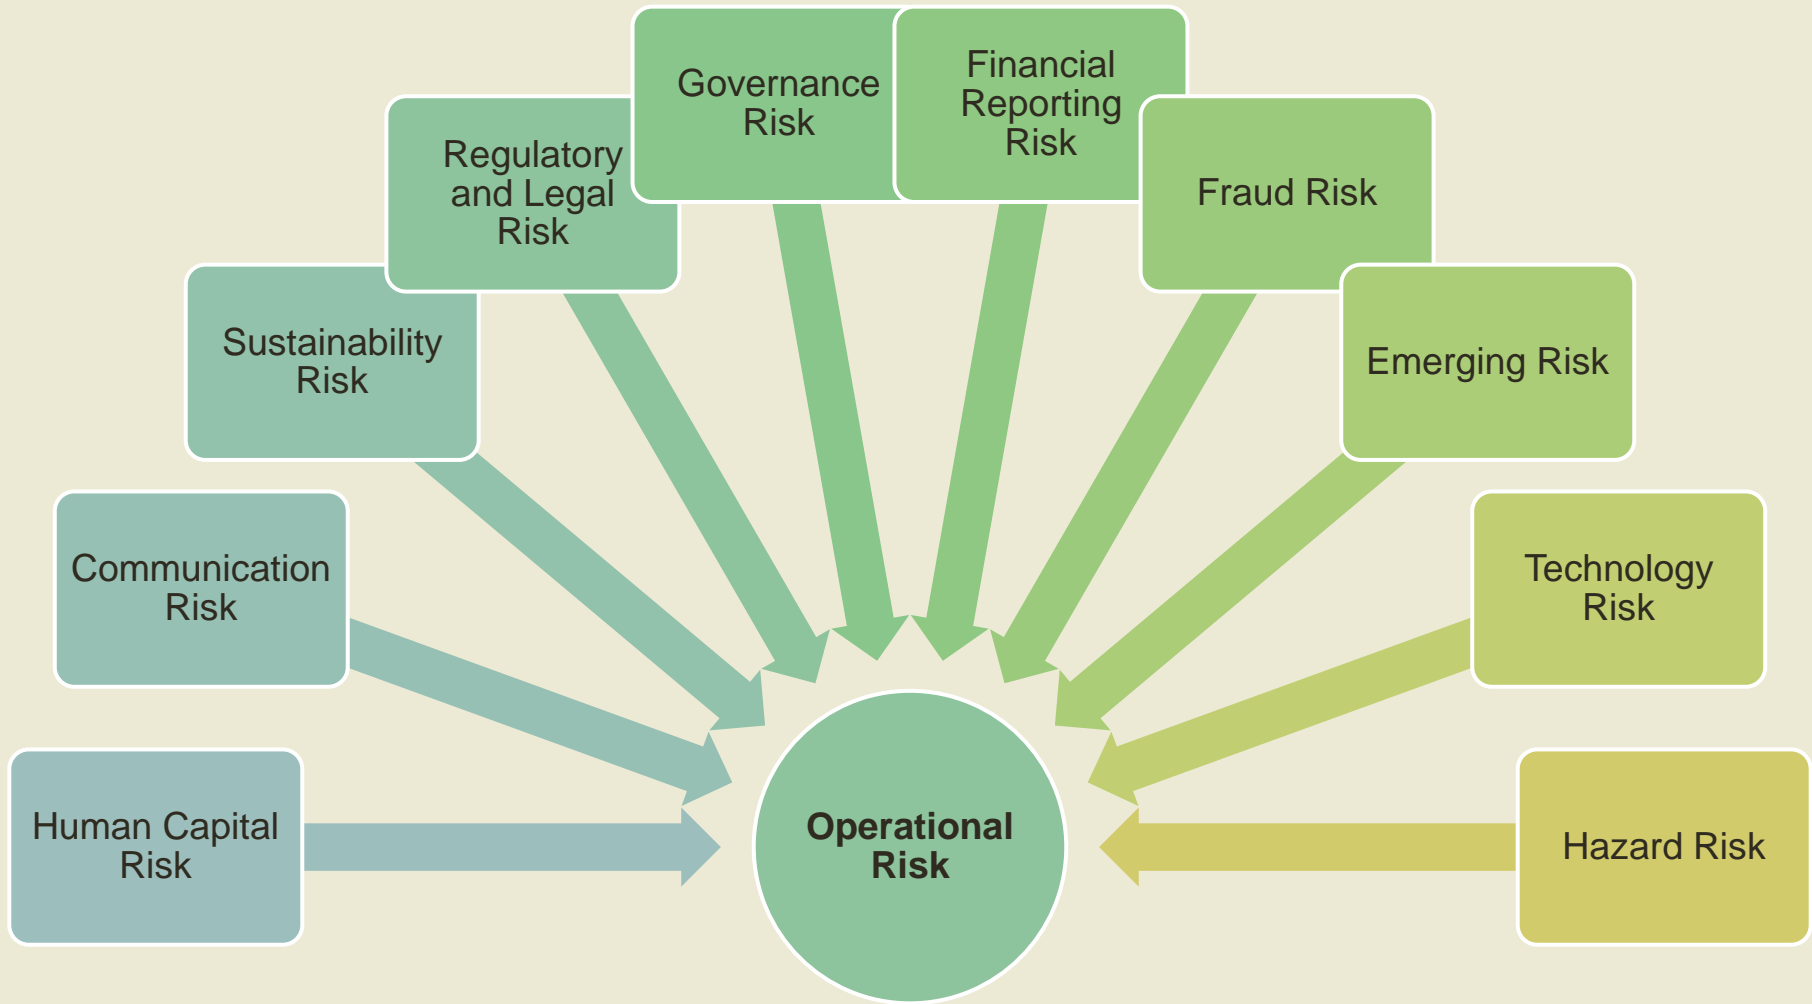 Governance
Risk
Financial
Reporting
Risk
Regulatory
and Legal
Risk
Fraud Risk
Sustainability
Risk
Emerging Risk
Communication
Risk
Technology
Risk
Human Capital
Risk
Operational
Risk
Hazard Risk